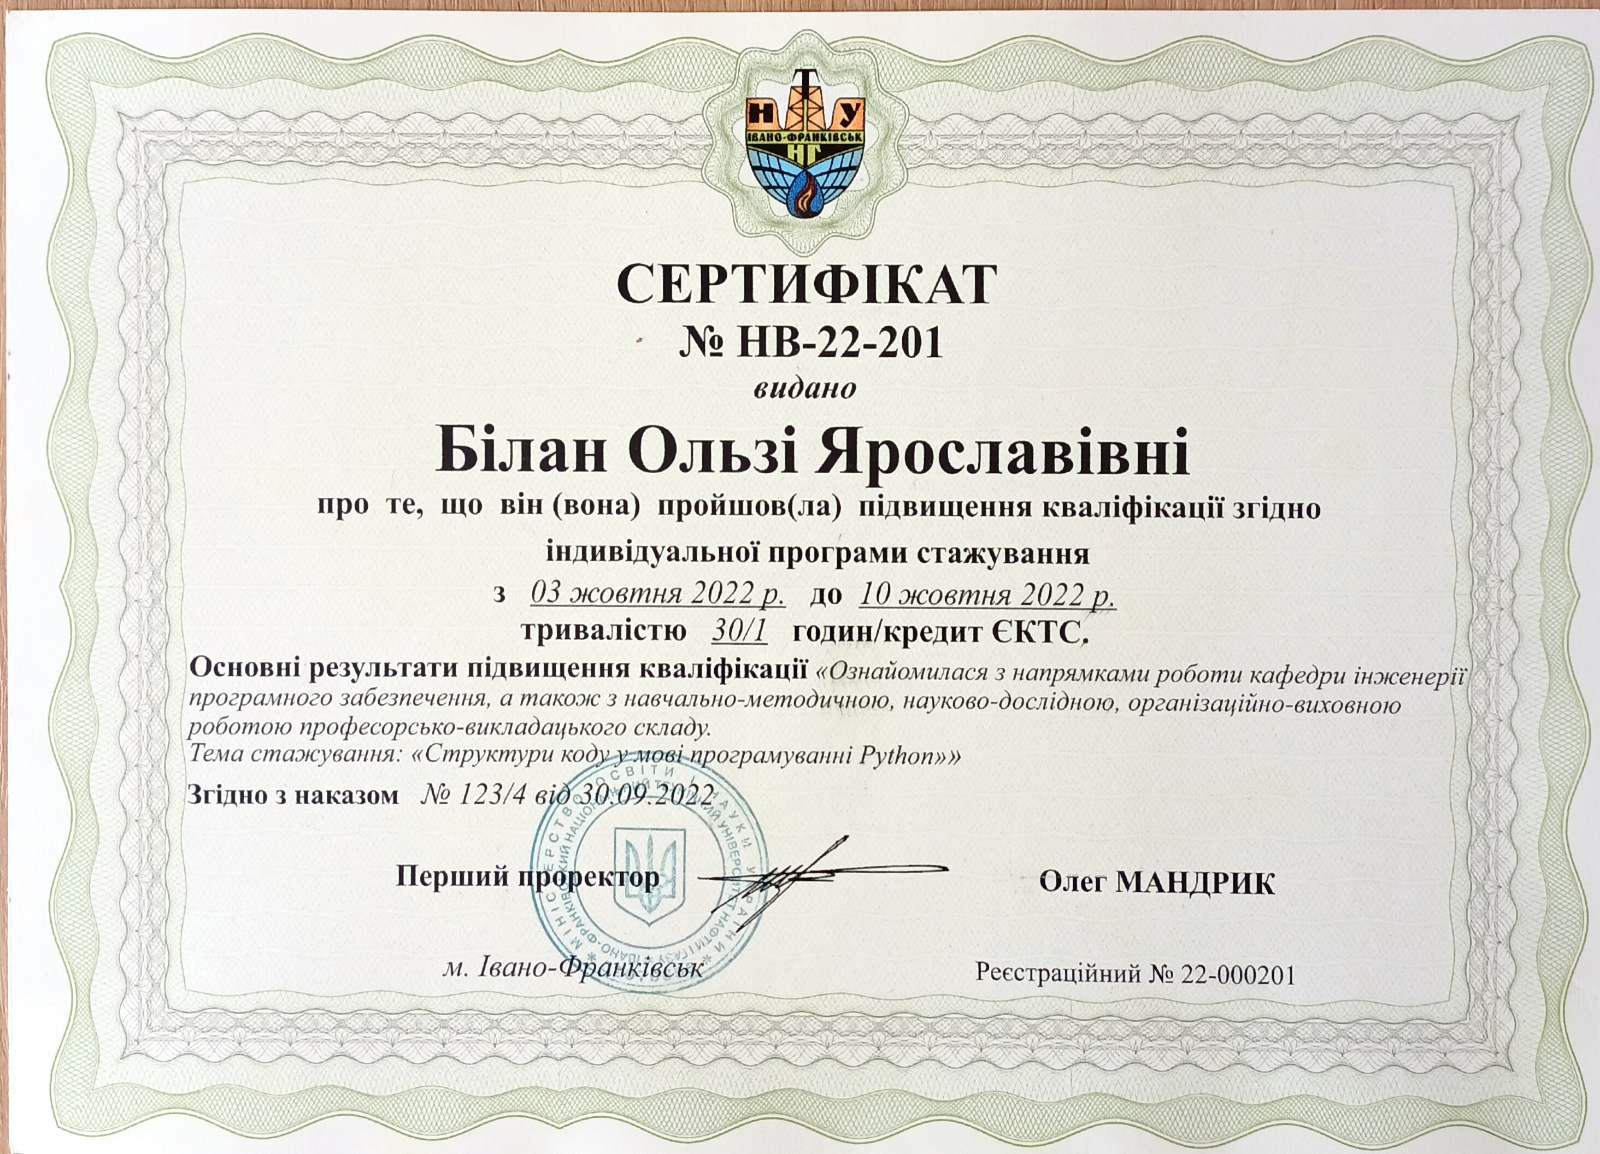 Т
Н У
ІВАНО-ФРАНКІВСЬК
НГ
СЕРТИФІКАТ
№ НВ-22-201
видано
Білан Ользі Ярославівні
про те, що він (вона) пройшов(ла) підвищення кваліфікації згідно
індивідуальної програми стажування
з 03 жовтня 2022 р. до 10 жовтня 2022 р.
тривалістю 30/1 годин/кредит ЄКТС.
Основні результати підвищення кваліфікації «Ознайомилася з напрямками роботи кафедри інженерії
програмного забезпечення, а також з навчально-методичною, науково-дослідною, організаційно-виховною
роботою професорсько-викладацького складу.
Тема стажування: «Структури коду у мові програмуванні Python»»
Згідно з наказом № 123/4 від 30.09.2022
МІНІСТЕРСТВО ОСВІТИ І НАУКИ УКРАЇНИ
Перший проректор Олег МАНДРИК
м. Івано-Франківськ Реєстраційний № 22-000201